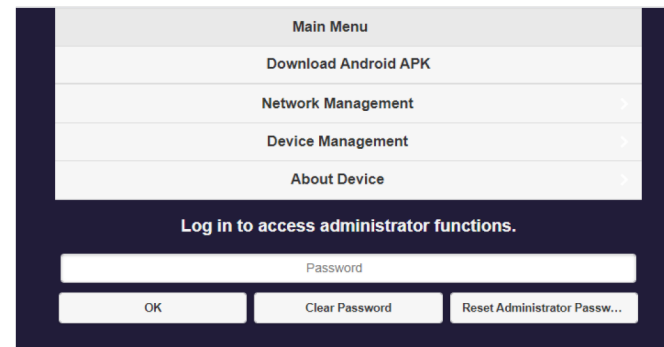 Main Menu
Download Android APK
Network Management
Device Management
About Device
Log in to access administrator functions.
Password
OK
Clear Password
Reset Administrator Passw...